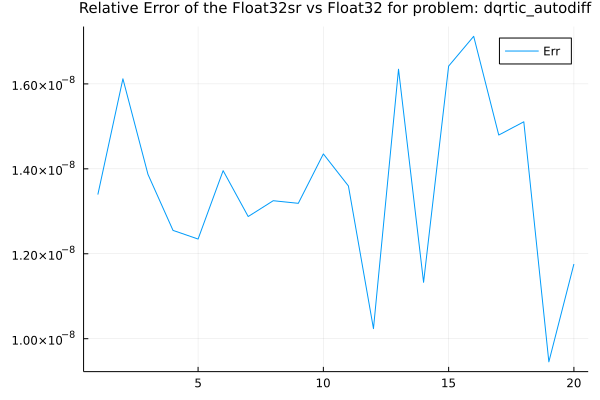 Relative Error of the Float32sr vs Float32 for problem: dqrtic_autodiff
Err
1.60×10⁻⁸
1.40×10⁻⁸
1.20×10⁻⁸
1.00×10⁻⁸
5 10 15 20